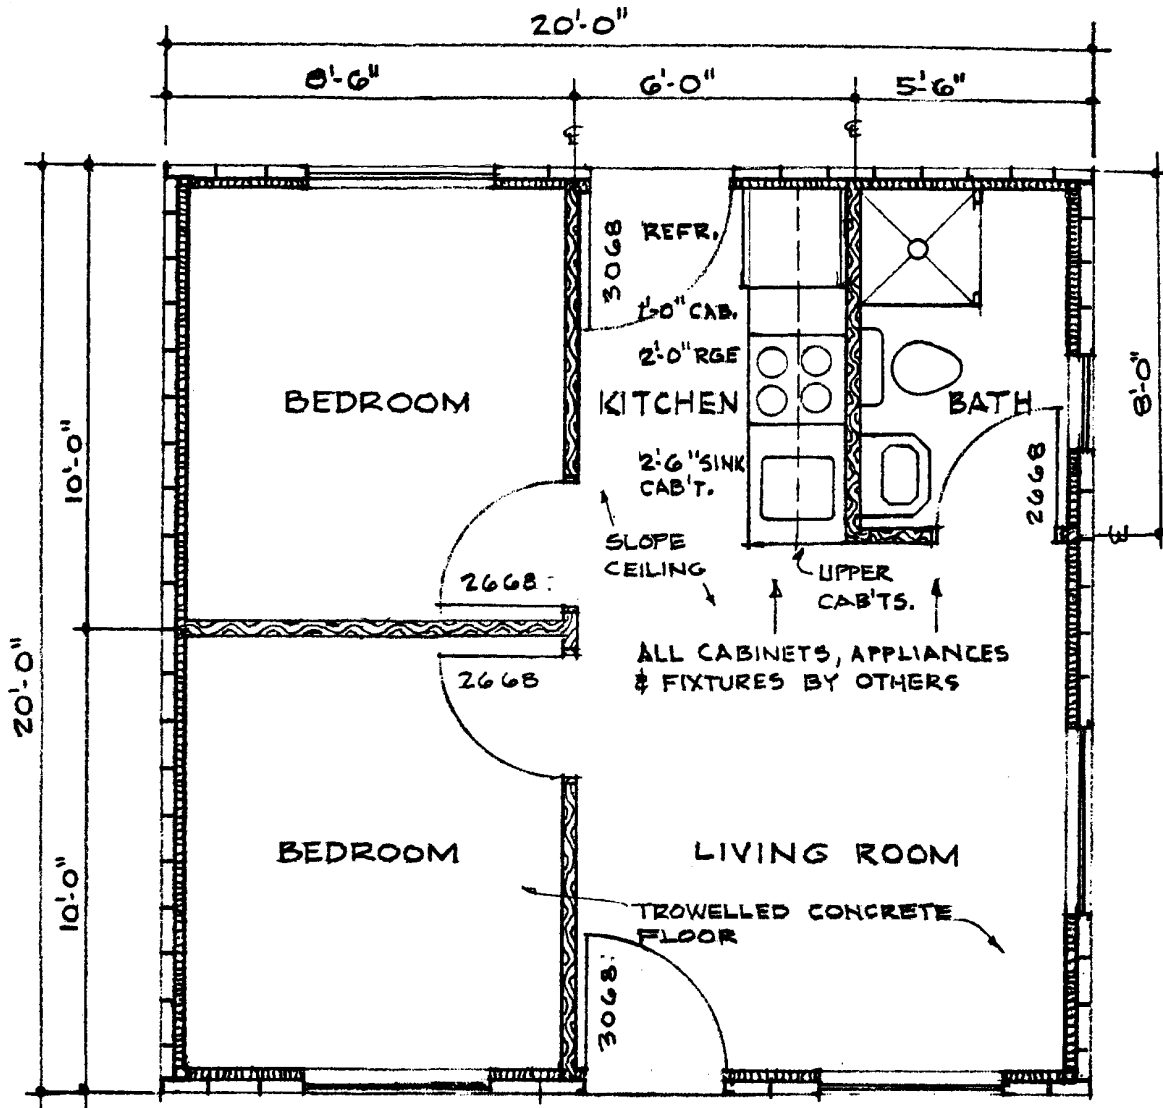 20'-0"
8'-6" 6'-0" 5'-6"
℄ ℄
3068
REFR.
1'-0" CAB.
2'-0" RGE
BEDROOM
KITCHEN
BATH
8'-0"
10'-0"
2'-6" SINK
CAB'T.
2668
SLOPE
CEILING
2668
UPPER
CAB'TS.
20'-0"
ALL CABINETS, APPLIANCES
& FIXTURES BY OTHERS
2668
BEDROOM
LIVING ROOM
10'-0"
TROWELLED CONCRETE
FLOOR
3068